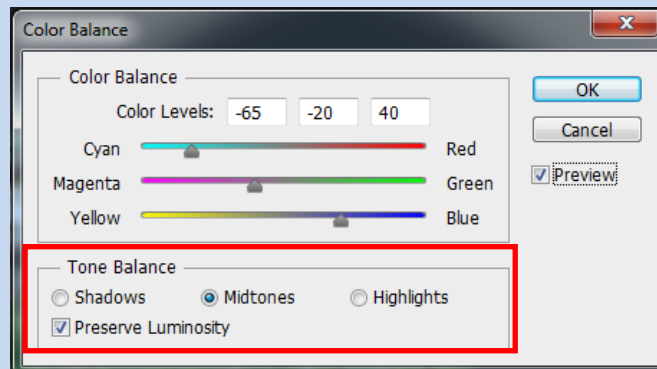 Color Balance
Color Balance
Color Levels: -65 -20 40
Cyan Red
Magenta Green
Yellow Blue
Tone Balance
Shadows Midtones Highlights
Preserve Luminosity
OK
Cancel
Preview